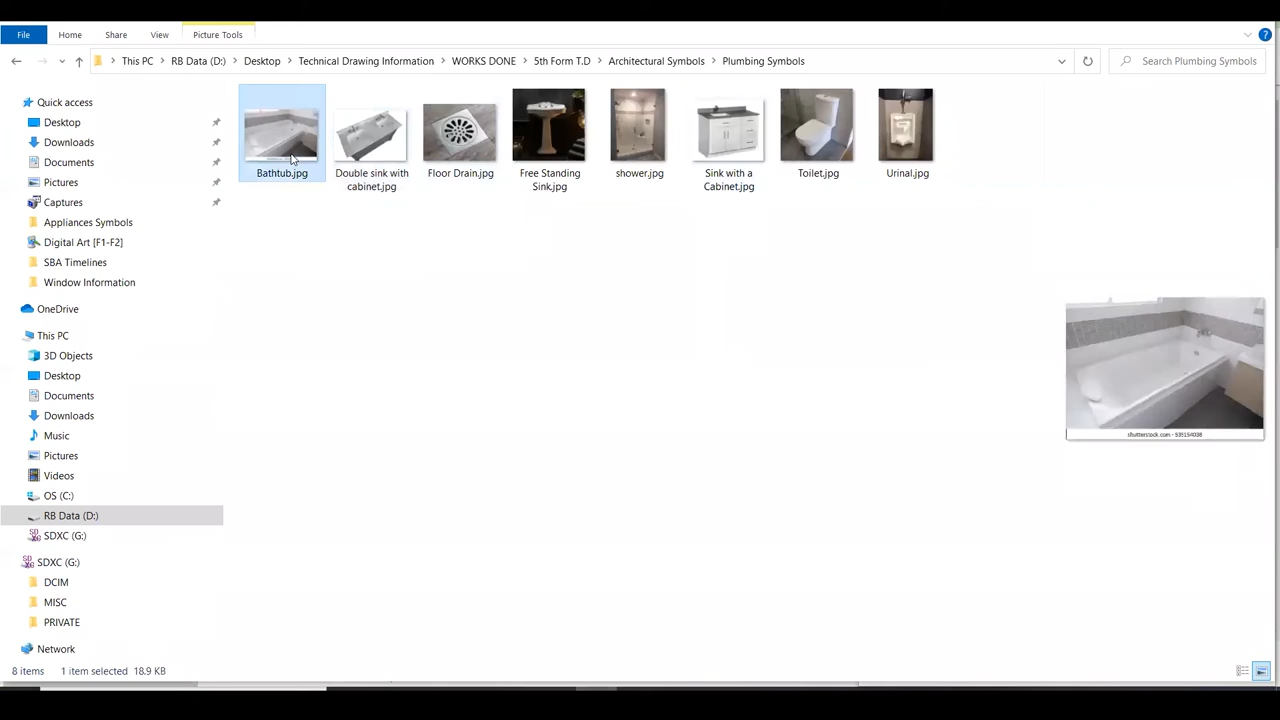 File
Home
Share
View
Picture Tools
This PC
RB Data (D:)
Desktop
Technical Drawing Information
WORKS DONE
5th Form T.D
Architectural Symbols
Plumbing Symbols
Search Plumbing Symbols
Quick access
Desktop
Downloads
Documents
Pictures
Captures
Appliances Symbols
Digital Art [F1-F2]
SBA Timelines
Window Information
OneDrive
This PC
3D Objects
Desktop
Documents
Downloads
Music
Pictures
Videos
OS (C:)
RB Data (D:)
SDXC (G:)
SDXC (G:)
DCIM
MISC
PRIVATE
Network
Bathtub.jpg
Double sink with
cabinet.jpg
Floor Drain.jpg
Free Standing
Sink.jpg
shower.jpg
Sink with a
Cabinet.jpg
Toilet.jpg
Urinal.jpg
shutterstock.com · 535154038
8 items
1 item selected 18.9 KB